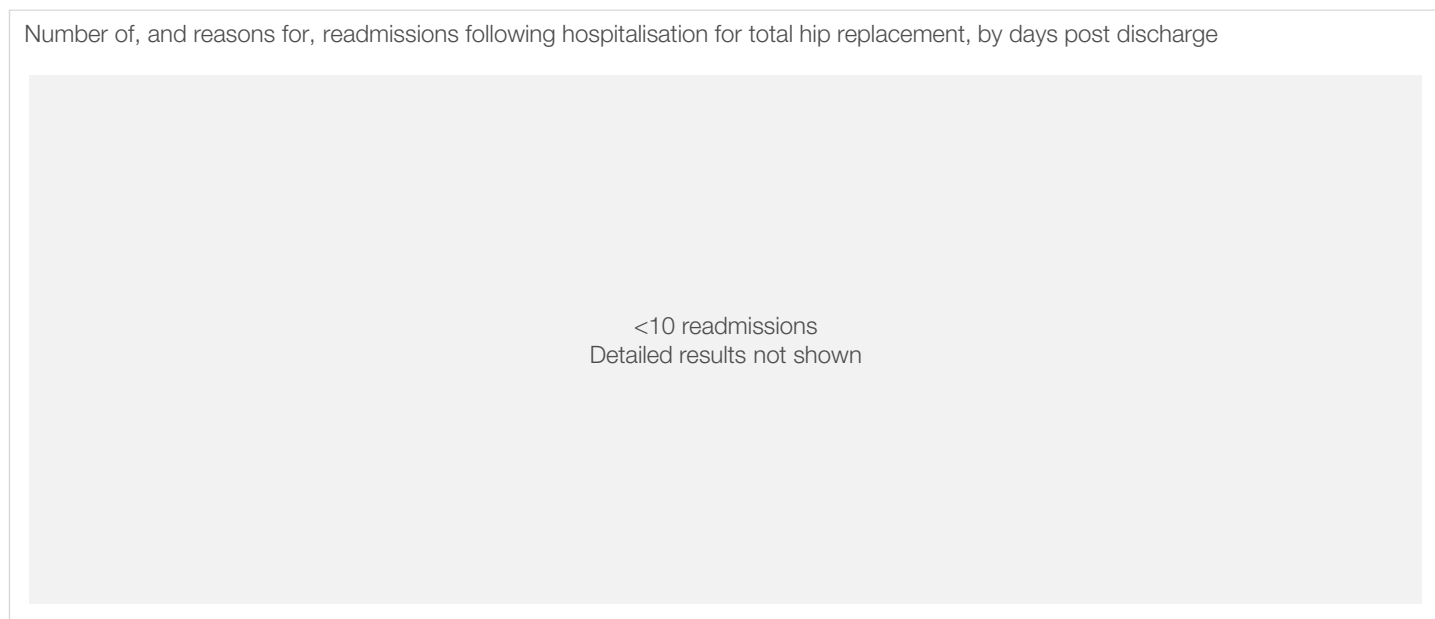 Number of, and reasons for, readmissions following hospitalisation for total hip replacement, by days post discharge
<10 readmissions
Detailed results not shown